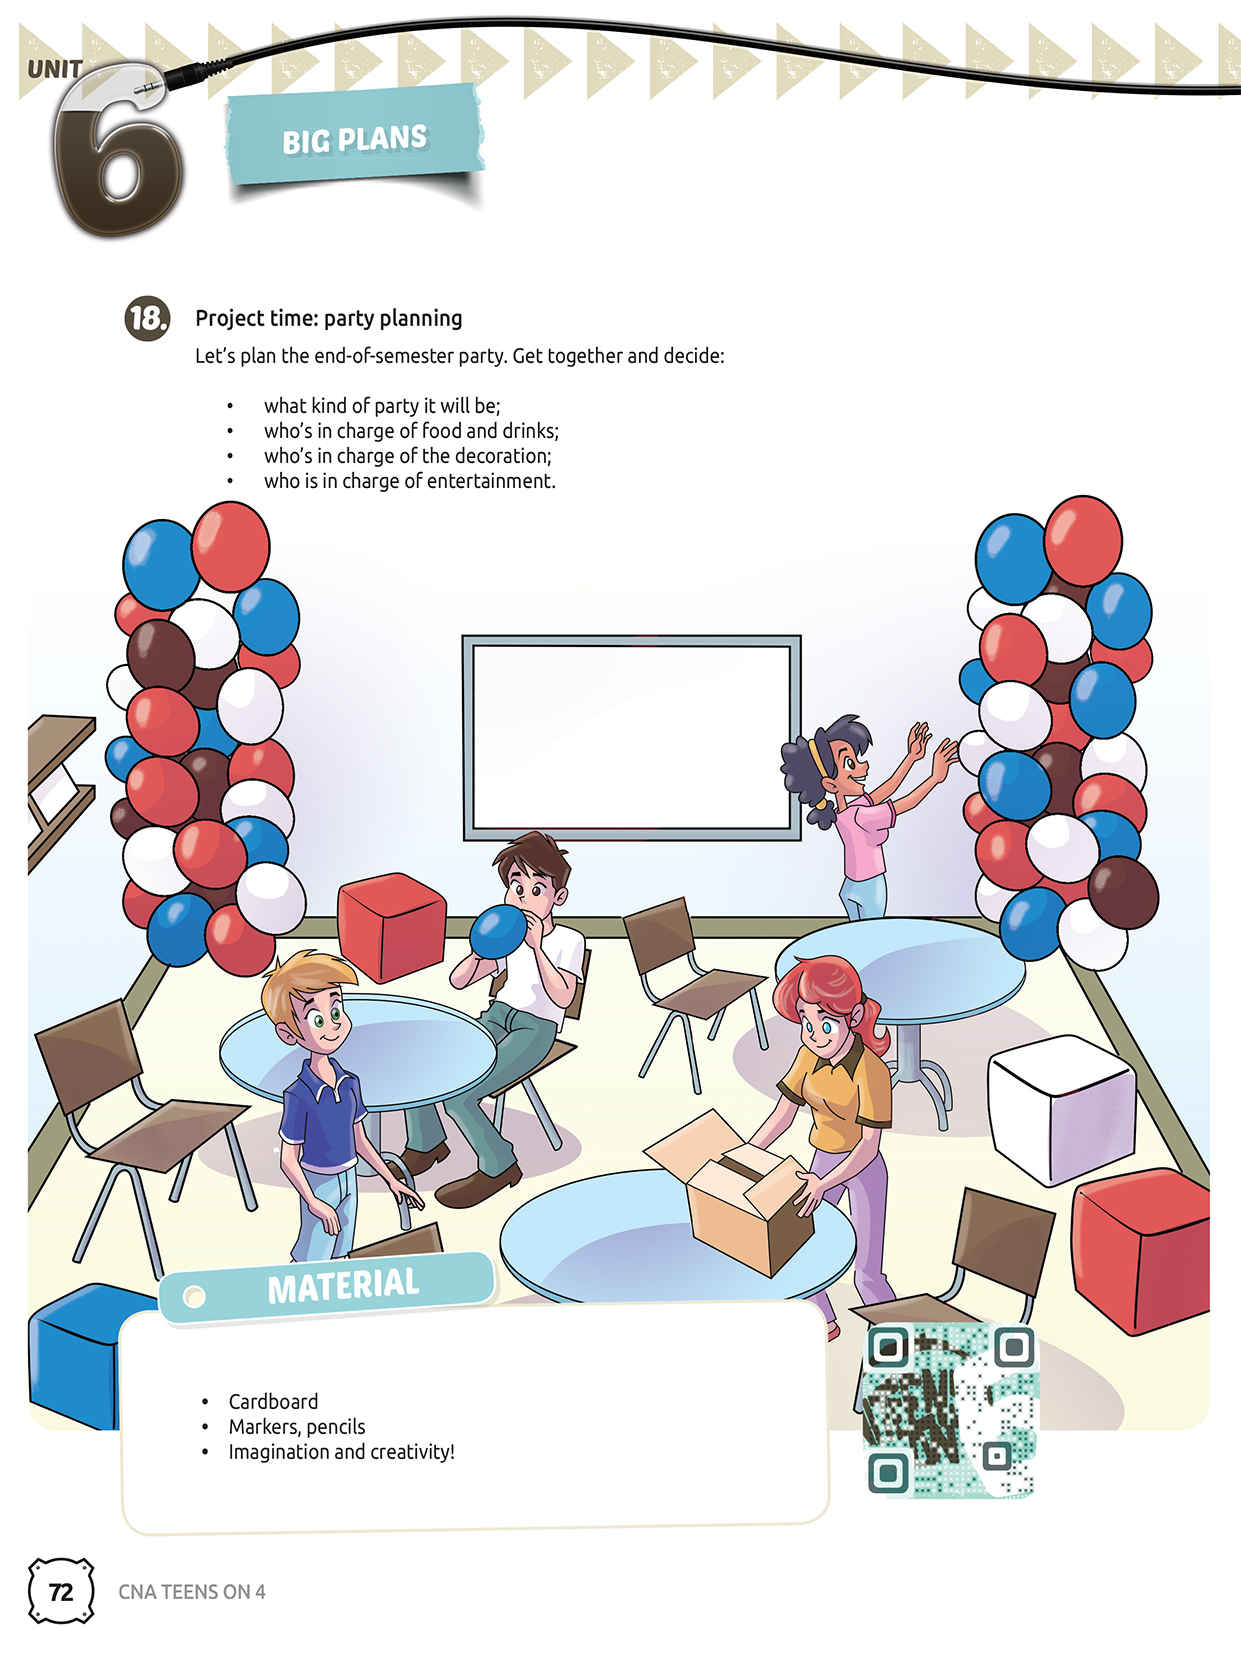 UNIT
6
BIG PLANS
18.
Project time: party planning
Let's plan the end-of-semester party. Get together and decide:
• what kind of party it will be;
• who's in charge of food and drinks;
• who's in charge of the decoration;
• who is in charge of entertainment.
MATERIAL
• Cardboard
• Markers, pencils
• Imagination and creativity!
72
CNA TEENS ON 4